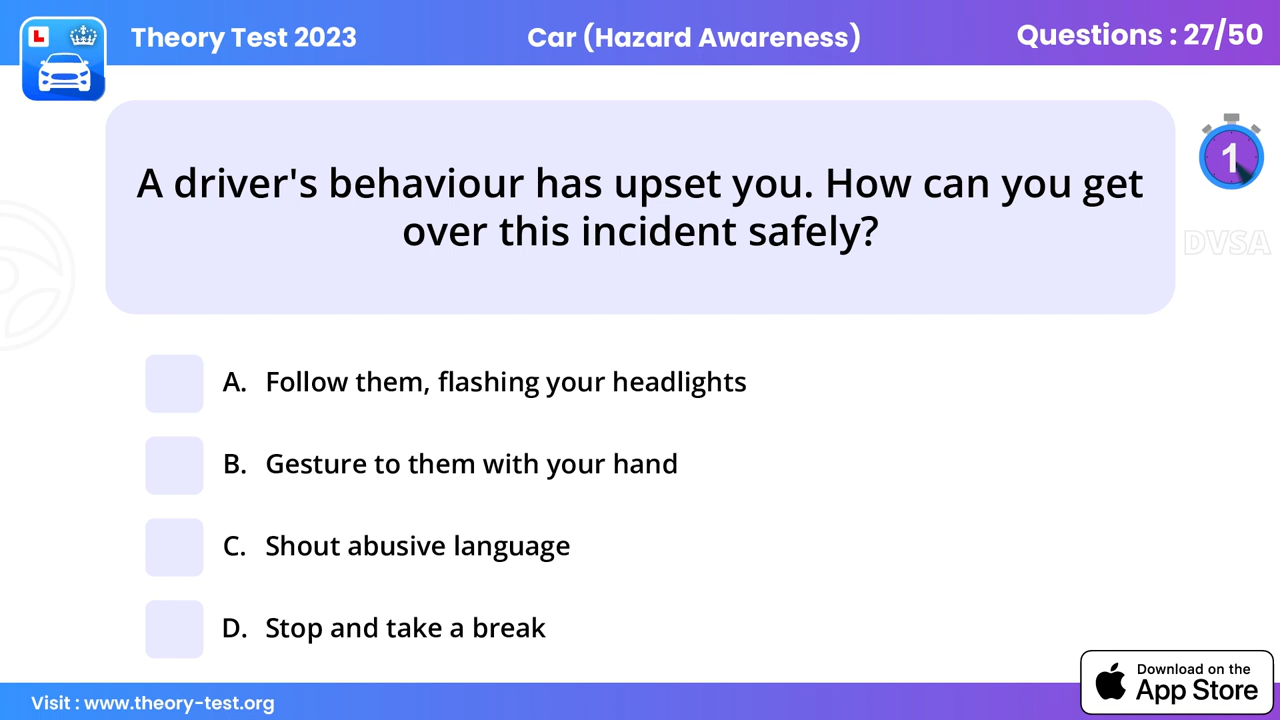 L
Theory Test 2023
Car (Hazard Awareness)
Questions : 27/50
A driver's behaviour has upset you. How can you get
over this incident safely?
1
DVSA
A. Follow them, flashing your headlights
B. Gesture to them with your hand
C. Shout abusive language
D. Stop and take a break
Visit : www.theory-test.org
Download on the
App Store